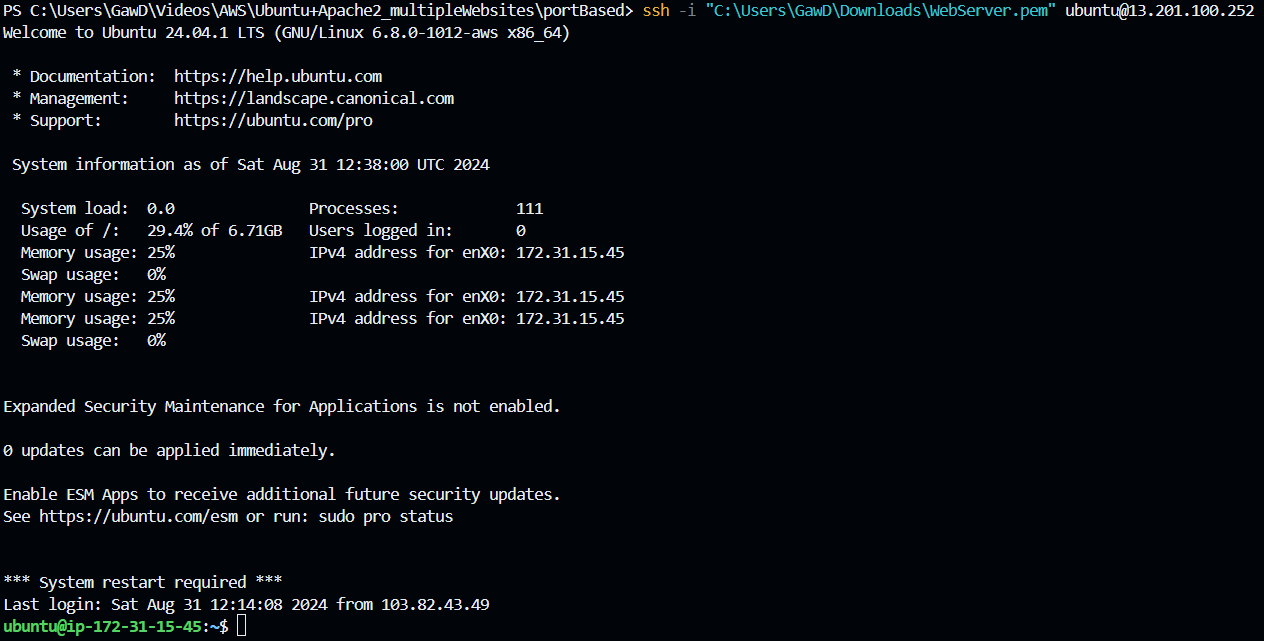 PS C:\Users\GawD\Videos\AWS\Ubuntu+Apache2_multipleWebsites\portBased> ssh -i "C:\Users\GawD\Downloads\WebServer.pem" ubuntu@13.201.100.252
Welcome to Ubuntu 24.04.1 LTS (GNU/Linux 6.8.0-1012-aws x86_64)

 * Documentation:  https://help.ubuntu.com
 * Management:     https://landscape.canonical.com
 * Support:        https://ubuntu.com/pro

 System information as of Sat Aug 31 12:38:00 UTC 2024

  System load:  0.0               Processes:             111
  Usage of /:   29.4% of 6.71GB   Users logged in:       0
  Memory usage: 25%               IPv4 address for enX0: 172.31.15.45
  Swap usage:   0%
  Memory usage: 25%               IPv4 address for enX0: 172.31.15.45
  Memory usage: 25%               IPv4 address for enX0: 172.31.15.45
  Swap usage:   0%

Expanded Security Maintenance for Applications is not enabled.

0 updates can be applied immediately.

Enable ESM Apps to receive additional future security updates.
See https://ubuntu.com/esm or run: sudo pro status

*** System restart required ***
Last login: Sat Aug 31 12:14:08 2024 from 103.82.43.49
ubuntu@ip-172-31-15-45:~$